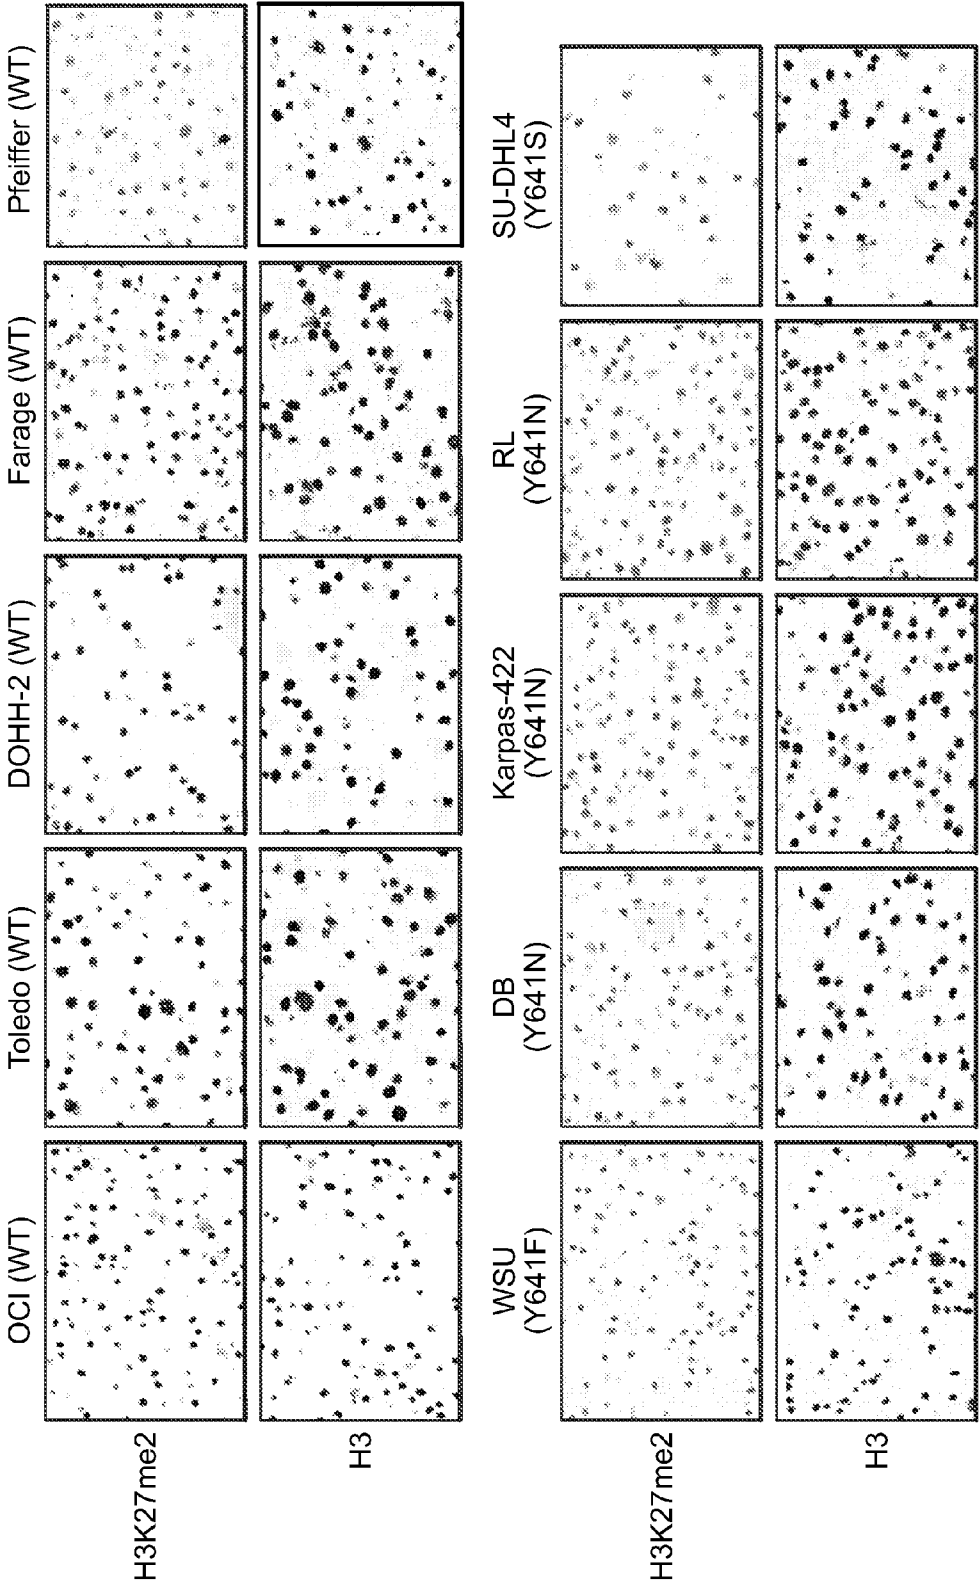 OCI (WT)
Toledo (WT)
DOHH-2 (WT)
Farage (WT)
Pfeiffer (WT)
H3K27me2
H3
WSU
(Y641F)
DB
(Y641N)
Karpas-422
(Y641N)
RL
(Y641N)
SU-DHL4
(Y641S)
H3K27me2
H3